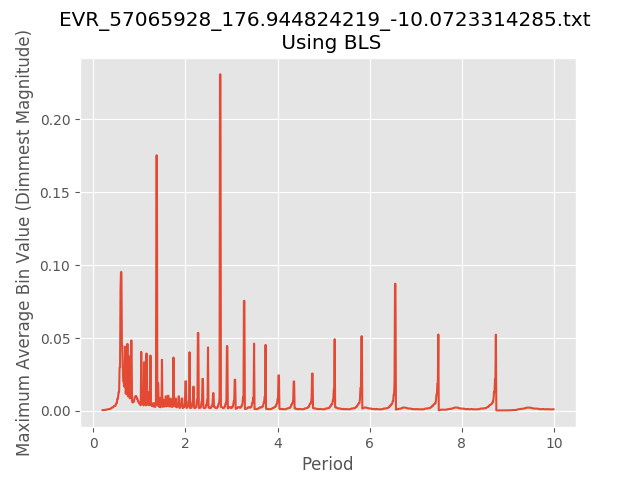 EVR_57065928_176.944824219_-10.0723314285.txt
Using BLS
Maximum Average Bin Value (Dimmest Magnitude)
0.20
0.15
0.10
0.05
0.00
0 2 4 6 8 10
Period